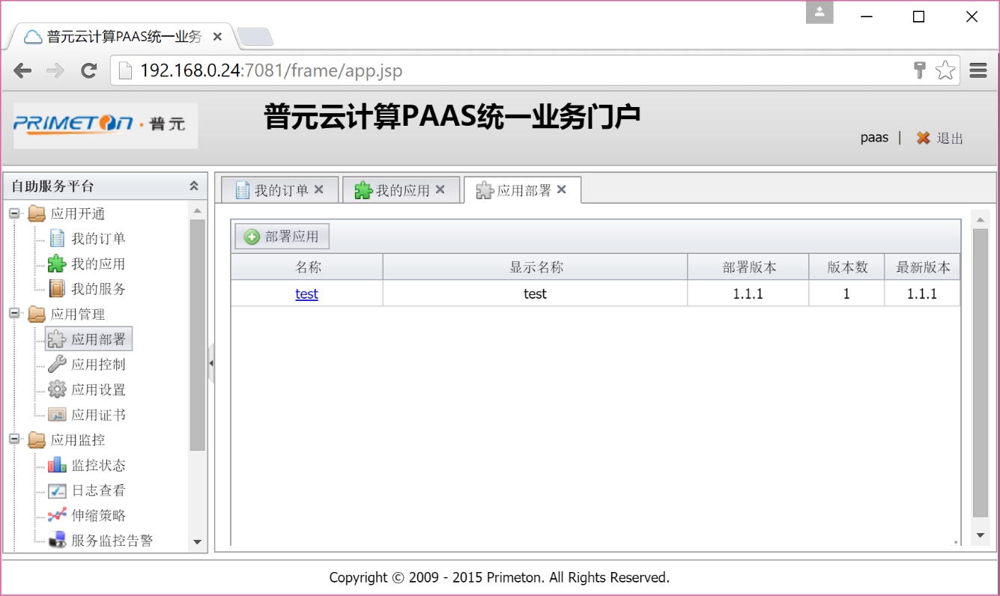 普元云计算PAAS统一业务
192.168.0.24:7081/frame/app.jsp
PRIMETON·普元
普元云计算PAAS统一业务门户
paas | 退出
自助服务平台
应用开通
我的订单
我的应用
我的服务
应用管理
应用部署
应用控制
应用设置
应用证书
应用监控
监控状态
日志查看
伸缩策略
服务监控告警
我的订单 我的应用 应用部署
部署应用
名称 显示名称 部署版本 版本数 最新版本
test test 1.1.1 1 1.1.1
Copyright © 2009 - 2015 Primeton. All Rights Reserved.